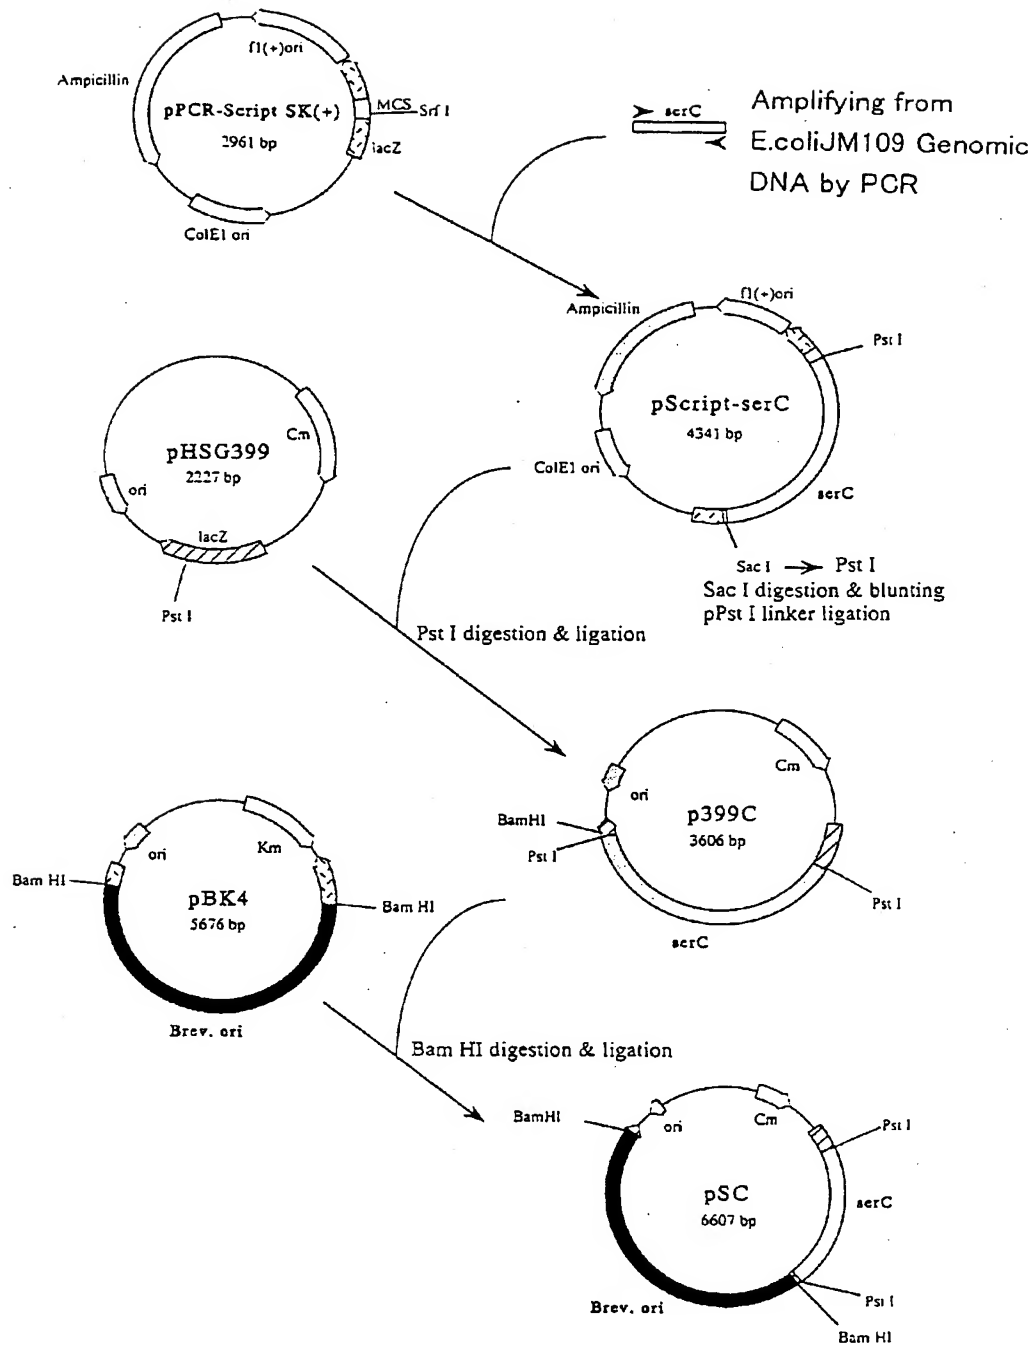 f1(+)ori
Ampicillin
pPCR-Script SK(+)
2961 bp
MCS
Srf I
lacZ
ColE1 ori
serC
Amplifying from
E.coliJM109 Genomic
DNA by PCR
Ampicillin
f1(+)ori
Pst I
pScript-serC
4341 bp
ColE1 ori
serC
Sac I
Pst I
Sac I digestion & blunting
pPst I linker ligation
Cm
pHSG399
2227 bp
ori
lacZ
Pst I
Pst I digestion & ligation
Cm
ori
BamHI
p399C
3606 bp
Pst I
Pst I
serC
ori
Km
Bam HI
pBK4
5676 bp
Bam HI
Brev. ori
Bam HI digestion & ligation
BamHI
ori
Cm
Pst I
pSC
6607 bp
serC
Brev. ori
Pst I
Bam HI